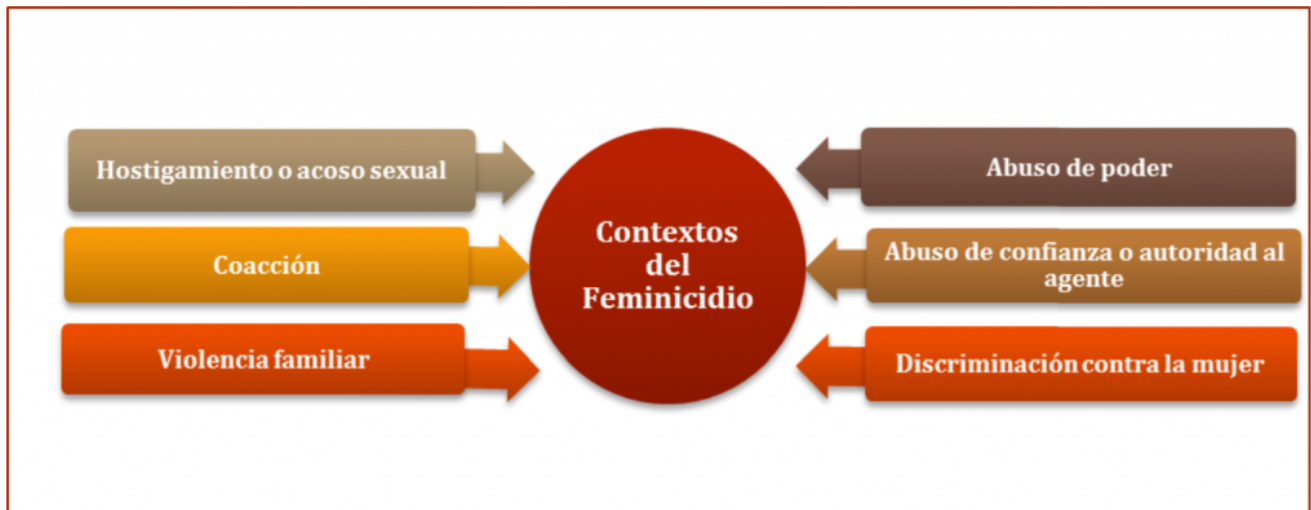 Hostigamiento o acoso sexual
Coacción
Violencia familiar
Contextos
del
Feminicidio
Abuso de poder
Abuso de confianza o autoridad al
agente
Discriminación contra la mujer